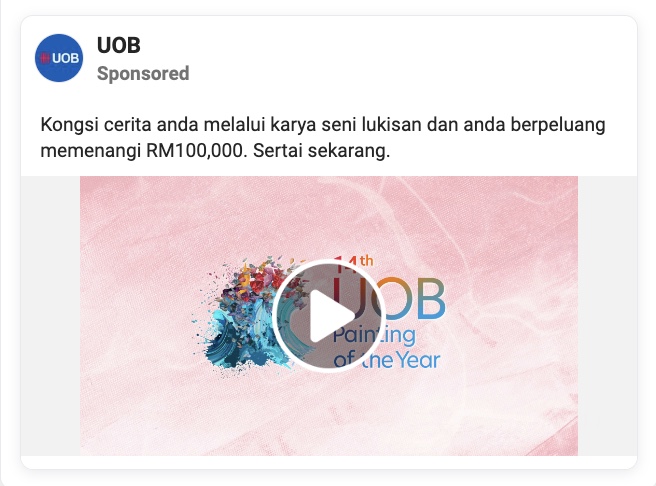 UOB
UOB
Sponsored
Kongsi cerita anda melalui karya seni lukisan dan anda berpeluang
memenangi RM100,000. Sertai sekarang.
14th
UOB
Painting
of the Year